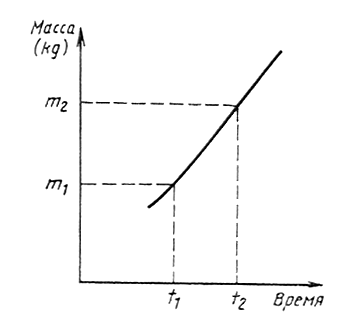 Масса
(kg)
m₂
m₁
t₁
t₂
Время